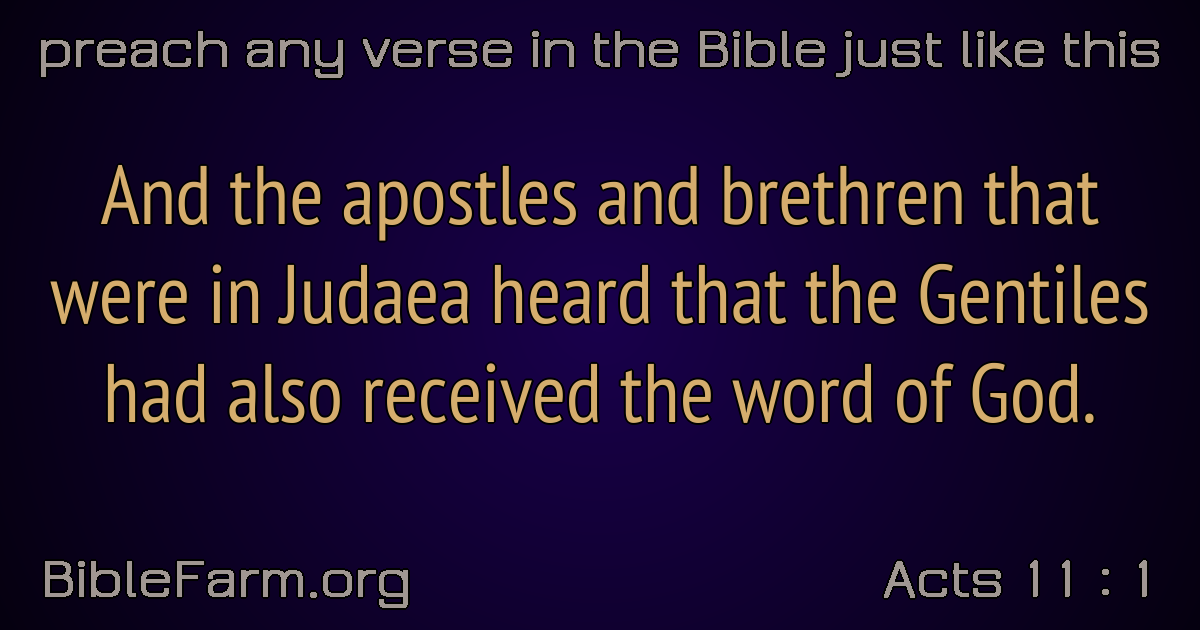 preach any verse in the Bible just like this
And the apostles and brethren that
were in Judaea heard that the Gentiles
had also received the word of God.
BibleFarm.org
Acts 11 : 1